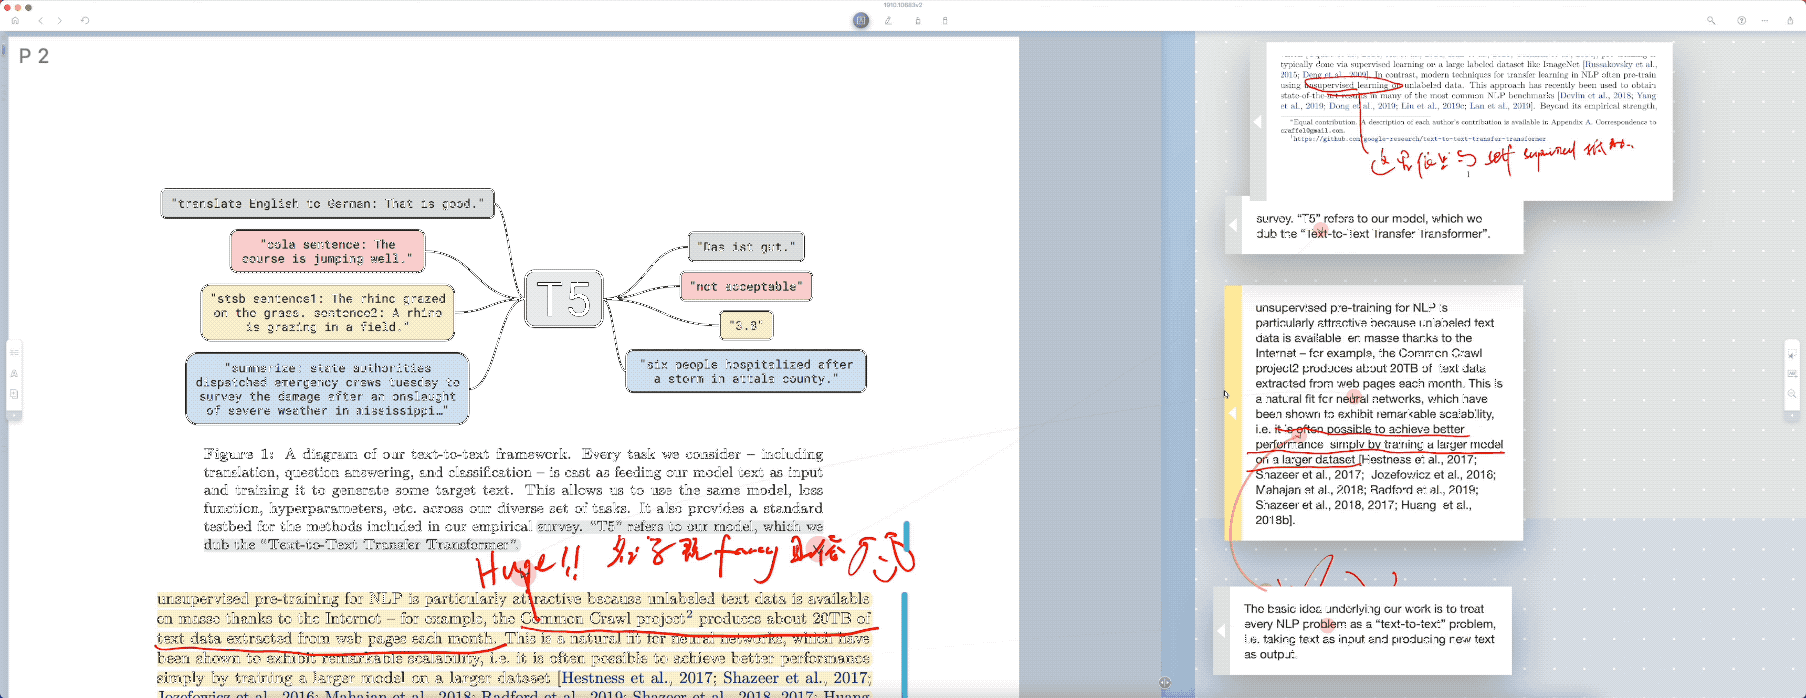 1910.10683v2
P 2
"translate English to German: That is good."
"cola sentence: The
course is jumping well."
"stsb sentence1: The rhino grazed
on the grass. sentence2: A rhino
is grazing in a field."
"summarize: state authorities
dispatched emergency crews tuesday to
survey the damage after an onslaught
of severe weather in mississippi…"
T5
"Das ist gut."
"not acceptable"
"3.8"
"six people hospitalized after
a storm in attala county."
Figure 1: A diagram of our text-to-text framework. Every task we consider – including
translation, question answering, and classification – is cast as feeding our model text as input
and training it to generate some target text. This allows us to use the same model, loss
function, hyperparameters, etc. across our diverse set of tasks. It also provides a standard
testbed for the methods included in our empirical survey. “T5” refers to our model, which we
dub the “Text-to-Text Transfer Transformer”.
Huge!! fancy
unsupervised pre-training for NLP is particularly attractive because unlabeled text data is available
en masse thanks to the Internet – for example, the Common Crawl project2 produces about 20TB of
text data extracted from web pages each month. This is a natural fit for neural networks, which have
been shown to exhibit remarkable scalability, i.e. it is often possible to achieve better performance
simply by training a larger model on a larger dataset [Hestness et al., 2017; Shazeer et al., 2017;
Jozefowicz et al., 2016; Mahajan et al., 2018; Radford et al., 2019; Shazeer et al., 2018, 2017; Huang
typically done via supervised learning on a large labeled dataset like ImageNet [Russakovsky et al.,
2015; Deng et al., 2009]. In contrast, modern techniques for transfer learning in NLP often pre-train
using unsupervised learning on unlabeled data. This approach has recently been used to obtain
state-of-the-art results in many of the most common NLP benchmarks [Devlin et al., 2018; Yang
et al., 2019; Dong et al., 2019; Liu et al., 2019c; Lan et al., 2019]. Beyond its empirical strength,
*Equal contribution. A description of each author's contribution is available in Appendix A. Correspondence to
craffel@gmail.com.
1https://github.com/google-research/text-to-text-transfer-transformer
self supervised
survey. “T5” refers to our model, which we
dub the “Text-to-Text Transfer Transformer”.
unsupervised pre-training for NLP is
particularly attractive because unlabeled text
data is available en masse thanks to the
Internet – for example, the Common Crawl
project2 produces about 20TB of text data
extracted from web pages each month. This is
a natural fit for neural networks, which have
been shown to exhibit remarkable scalability,
i.e. it is often possible to achieve better
performance simply by training a larger model
on a larger dataset [Hestness et al., 2017;
Shazeer et al., 2017; Jozefowicz et al., 2016;
Mahajan et al., 2018; Radford et al., 2019;
Shazeer et al., 2018, 2017; Huang et al.,
2018b].
The basic idea underlying our work is to treat
every NLP problem as a “text-to-text” problem,
i.e. taking text as input and producing new text
as output.